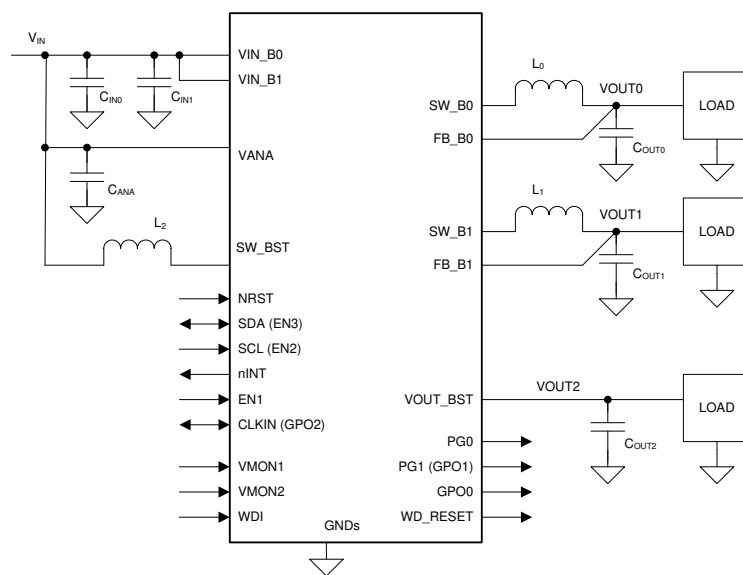 VIN
VIN_B0
VIN_B1
CIN0
CIN1
VANA
CANA
L2
SW_BST
NRST
SDA (EN3)
SCL (EN2)
nINT
EN1
CLKIN (GPO2)
VMON1
VMON2
WDI
GNDs
L0
VOUT0
SW_B0
LOAD
FB_B0
COUT0
L1
VOUT1
SW_B1
LOAD
FB_B1
COUT1
VOUT_BST
VOUT2
LOAD
COUT2
PG0
PG1 (GPO1)
GPO0
WD_RESET